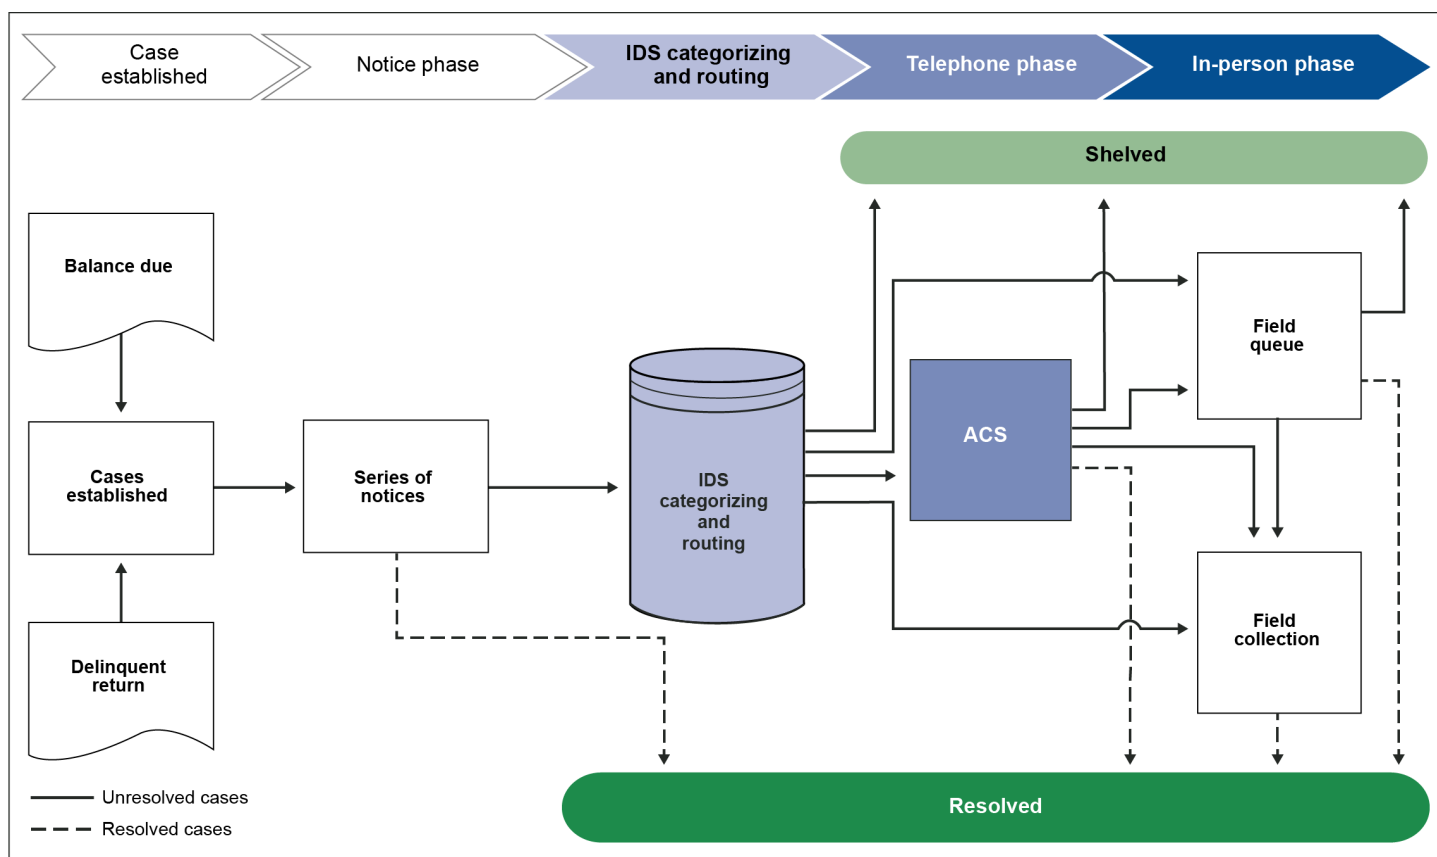 Case
established
Notice phase
IDS categorizing
and routing
Telephone phase
In-person phase
Shelved
Balance due
Field
queue
ACS
Cases
established
Series of
notices
IDS
categorizing
and
routing
Field
collection
Delinquent
return
Unresolved cases
Resolved cases
Resolved